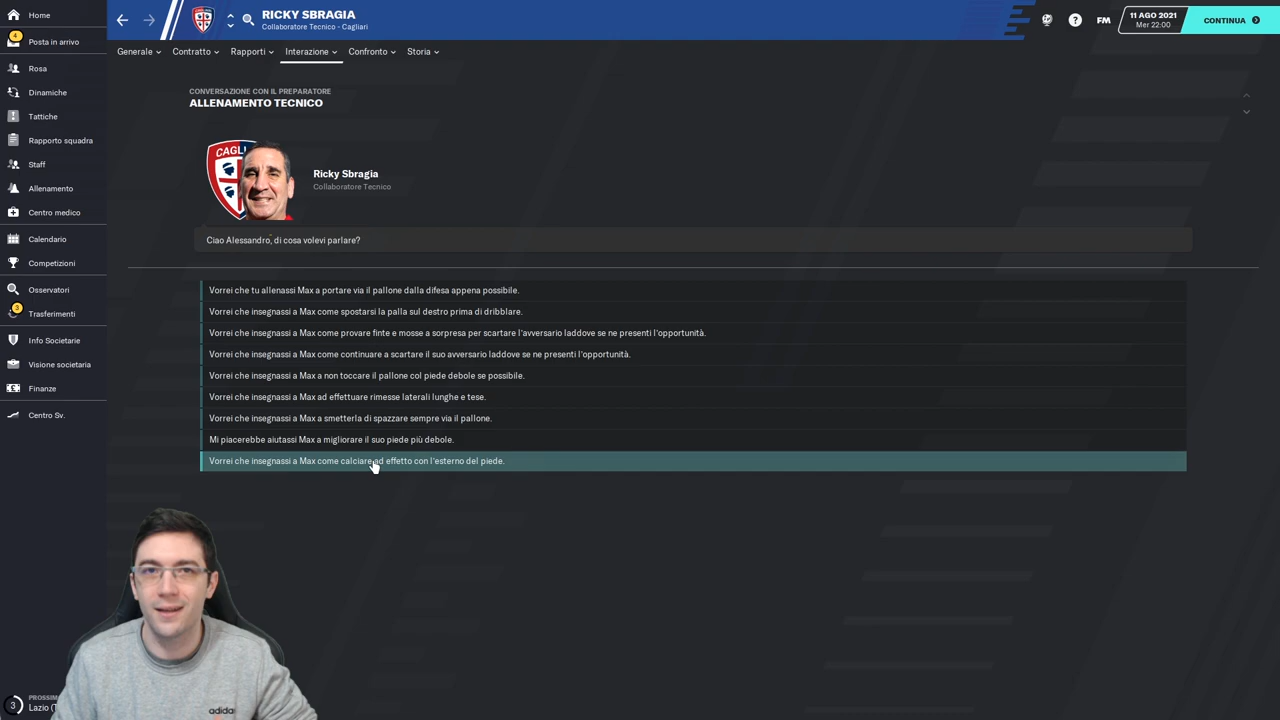 Home
RICKY SBRAGIA
Collaboratore Tecnico - Cagliari
FM
11 AGO 2021
Mer 22:00
CONTINUA
4
Posta in arrivo
Generale
Contratto
Rapporti
Interazione
Confronto
Storia
Rosa
Dinamiche
Tattiche
Rapporto squadra
Staff
Allenamento
Centro medico
Calendario
Competizioni
Osservatori
3
Trasferimenti
Info Societarie
Visione societaria
Finanze
Centro Sv.
CONVERSAZIONE CON IL PREPARATORE
ALLENAMENTO TECNICO
CAGLI
Ricky Sbragia
Collaboratore Tecnico
Ciao Alessandro, di cosa volevi parlare?
Vorrei che tu allenassi Max a portare via il pallone dalla difesa appena possibile.
Vorrei che insegnassi a Max come spostarsi la palla sul destro prima di dribblare.
Vorrei che insegnassi a Max come provare finte e mosse a sorpresa per scartare l'avversario laddove se ne presenti l'opportunità.
Vorrei che insegnassi a Max come continuare a scartare il suo avversario laddove se ne presenti l'opportunità.
Vorrei che insegnassi a Max a non toccare il pallone col piede debole se possibile.
Vorrei che insegnassi a Max ad effettuare rimesse laterali lunghe e tese.
Vorrei che insegnassi a Max a smetterla di spazzare sempre via il pallone.
Mi piacerebbe aiutassi Max a migliorare il suo piede più debole.
Vorrei che insegnassi a Max come calciare ad effetto con l'esterno del piede.
3
PROSSIM
Lazio (T
adidas